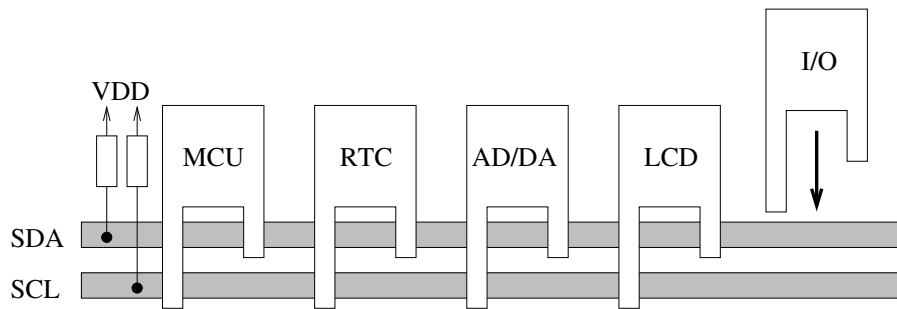 I/O
VDD
MCU
RTC
AD/DA
LCD
SDA
SCL